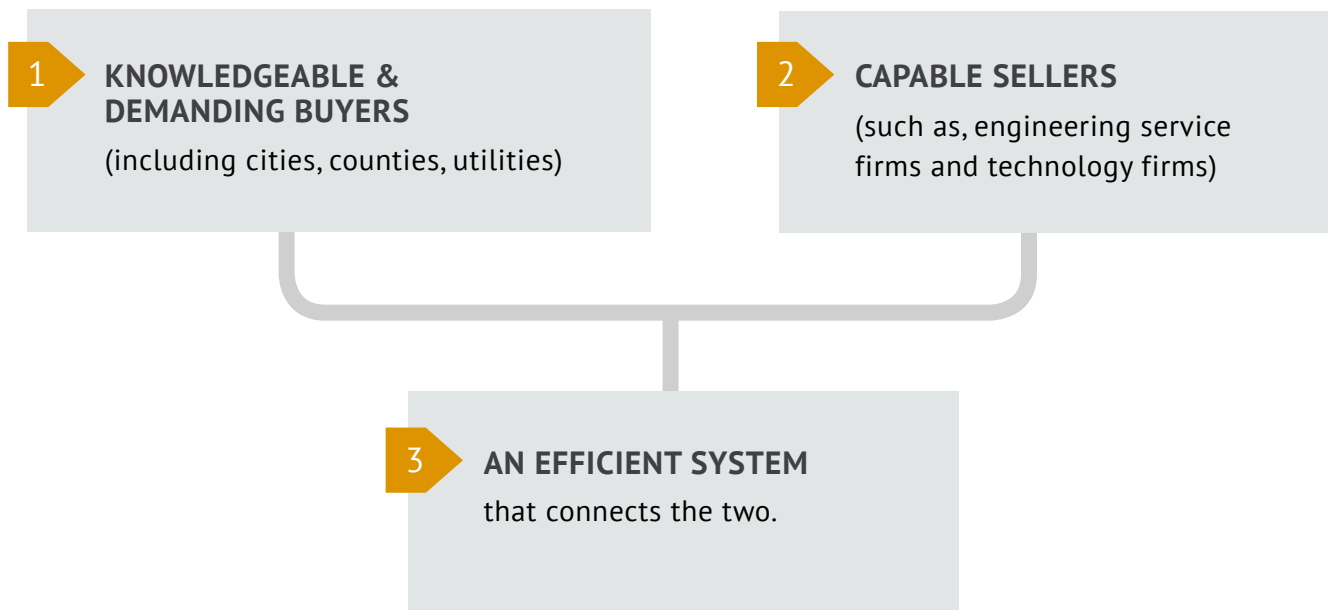 1
KNOWLEDGEABLE &
DEMANDING BUYERS
(including cities, counties, utilities)
2
CAPABLE SELLERS
(such as, engineering service
firms and technology firms)
3
AN EFFICIENT SYSTEM
that connects the two.